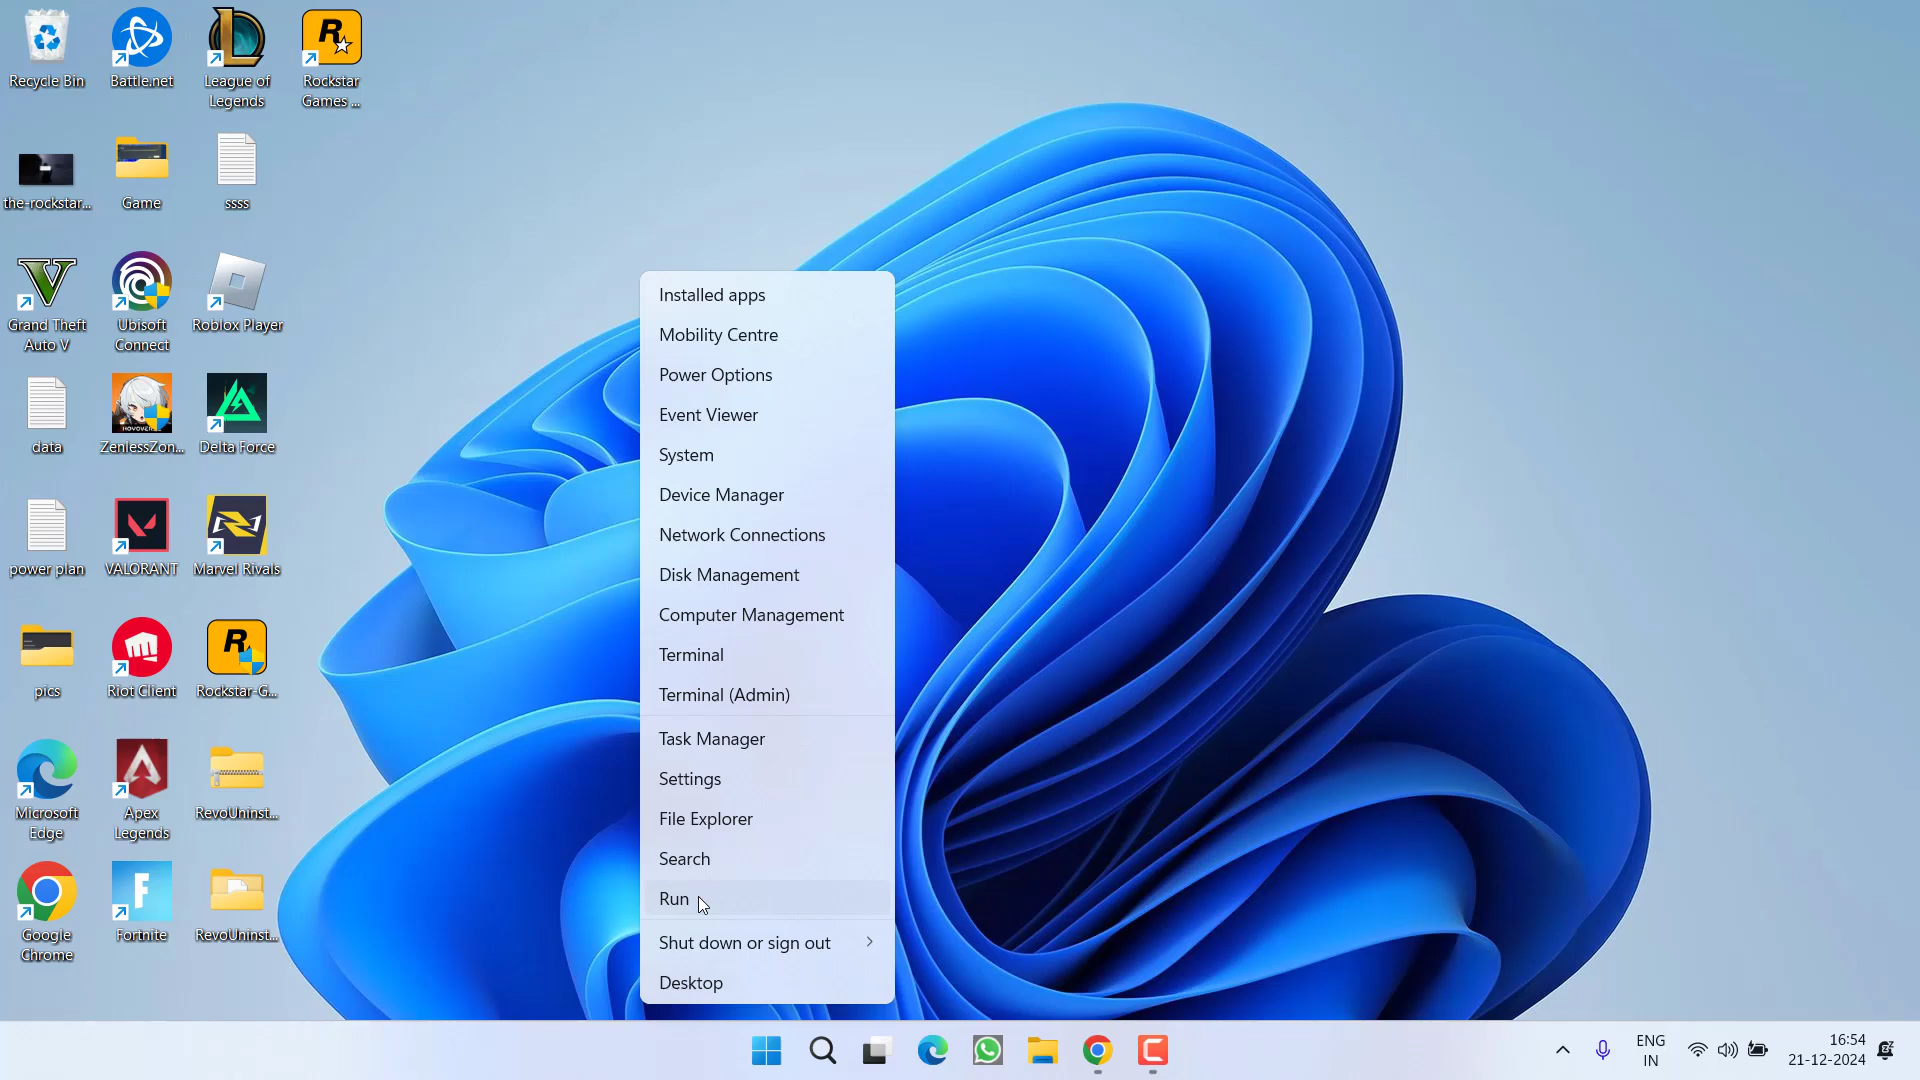 Recycle Bin
Battle.net
League of
Legends
Rockstar
Games ...
the-rockstar...
Game
ssss
Grand Theft
Auto V
Ubisoft
Connect
Roblox Player
data
ZenlessZon...
Delta Force
power plan
VALORANT
Marvel Rivals
pics
Riot Client
Rockstar-G...
Microsoft
Edge
Apex
Legends
RevoUninst...
Google
Chrome
Fortnite
RevoUninst...
Installed apps
Mobility Centre
Power Options
Event Viewer
System
Device Manager
Network Connections
Disk Management
Computer Management
Terminal
Terminal (Admin)
Task Manager
Settings
File Explorer
Search
Run
Shut down or sign out
Desktop
ENG
IN
16:54
21-12-2024